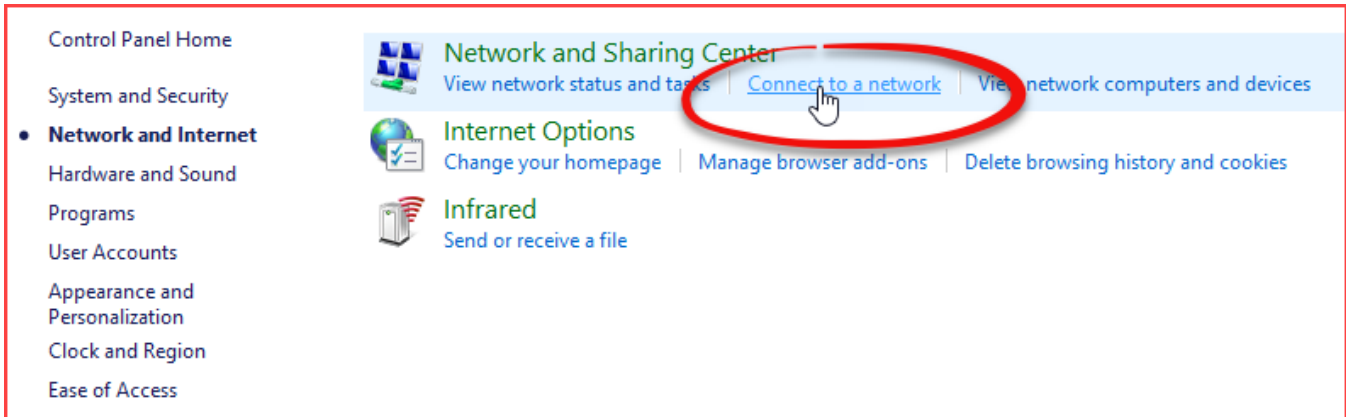 Control Panel Home
System and Security
Network and Internet
Hardware and Sound
Programs
User Accounts
Appearance and
Personalization
Clock and Region
Ease of Access
Network and Sharing Center
View network status and tasks Connect to a network View network computers and devices
Internet Options
Change your homepage Manage browser add-ons Delete browsing history and cookies
Infrared
Send or receive a file